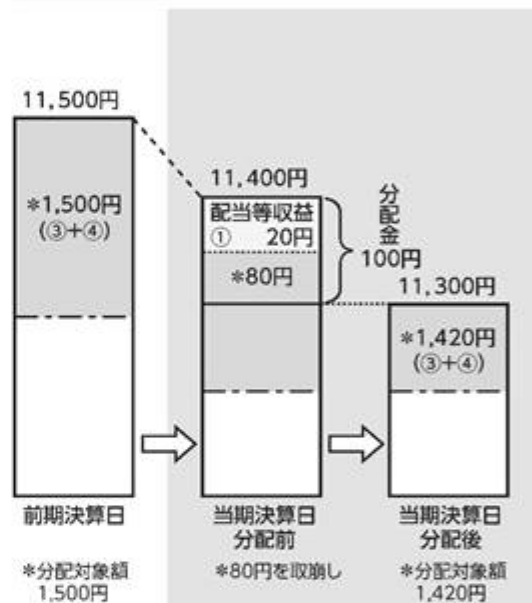 11,500円
*1,500円
(③+④)
前期決算日
*分配対象額
1,500円
11,400円
配当等収益
① 20円
*80円
分配金
100円
当期決算日
分配前
*80円を取崩し
11,300円
*1,420円
(③+④)
当期決算日
分配後
*分配対象額
1,420円